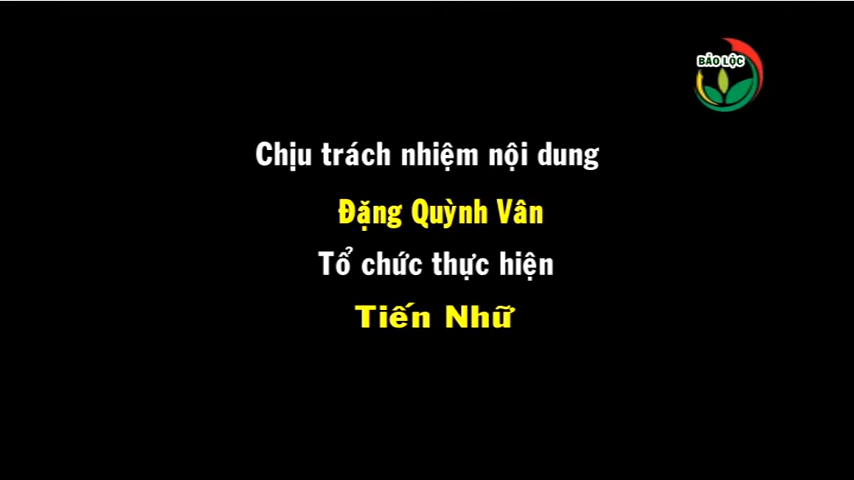 BẢO LỘC
Chịu trách nhiệm nội dung
Đặng Quỳnh Vân
Tổ chức thực hiện
Tiến Nhữ